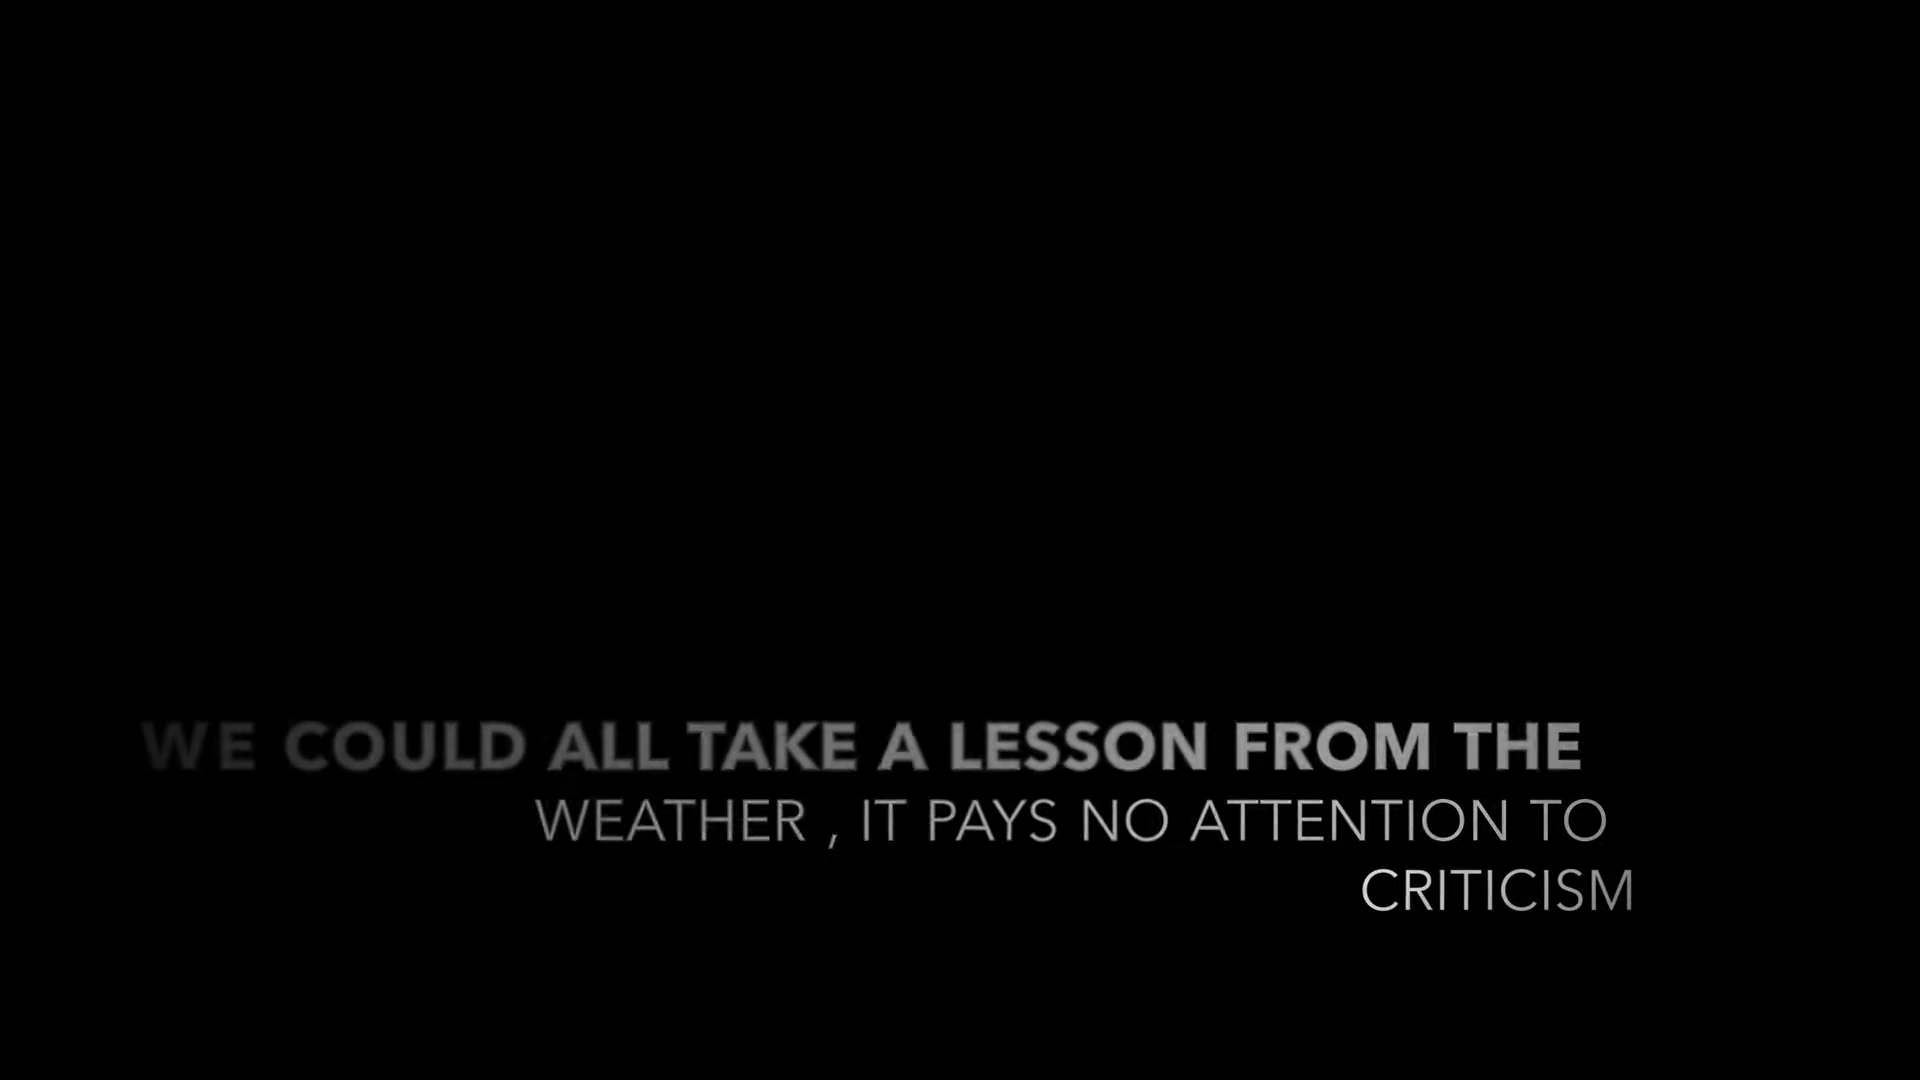 WE COULD ALL TAKE A LESSON FROM THE
WEATHER , IT PAYS NO ATTENTION TO
CRITICISM